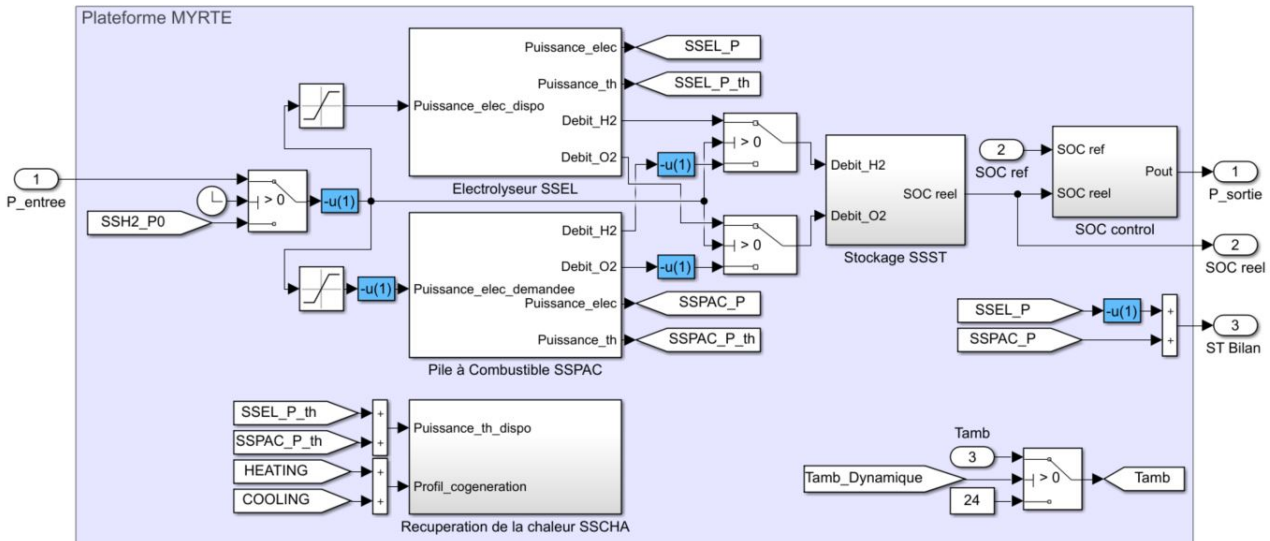 Plateforme MYRTE
1
P_entree
SSH2_P0
> 0
-u(1)
Puissance_elec_dispo
Puissance_elec
Puissance_th
Debit_H2
Debit_O2
Electrolyseur SSEL
SSEL_P
SSEL_P_th
-u(1)
Puissance_elec_demandee
Debit_H2
Debit_O2
Puissance_elec
Puissance_th
Pile à Combustible SSPAC
-u(1)
-u(1)
SSPAC_P
SSPAC_P_th
> 0
> 0
Debit_H2
Debit_O2
SOC reel
Stockage SSST
2
SOC ref
SOC ref
SOC reel
Pout
SOC control
1
P_sortie
2
SOC reel
SSEL_P
-u(1)
SSPAC_P
+
+
3
ST Bilan
SSEL_P_th
SSPAC_P_th
HEATING
COOLING
+
+
+
+
Puissance_th_dispo
Profil_cogeneration
Recuperation de la chaleur SSCHA
Tamb
3
Tamb_Dynamique
24
> 0
Tamb